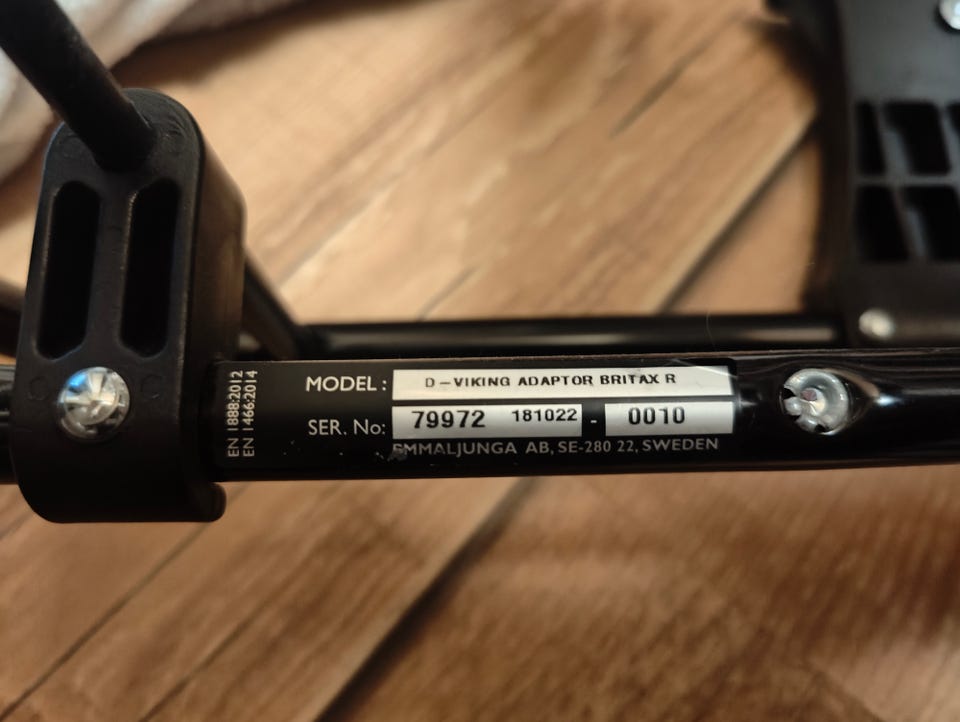 EN 1888:2012
EN 1466:2014
MODEL : D-VIKING ADAPTOR BRITAX R
SER. No: 79972 181022 - 0010
EMMALJUNGA AB, SE-280 22, SWEDEN